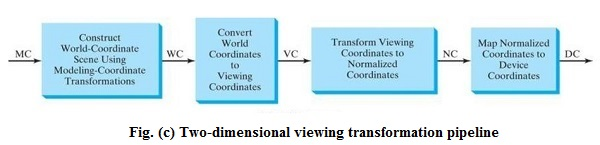 MC
Construct
World-Coordinate
Scene Using
Modeling-Coordinate
Transformations
WC
Convert
World
Coordinates
to
Viewing
Coordinates
VC
Transform Viewing
Coordinates to
Normalized
Coordinates
NC
Map Normalized
Coordinates to
Device
Coordinates
DC
Fig. (c) Two-dimensional viewing transformation pipeline